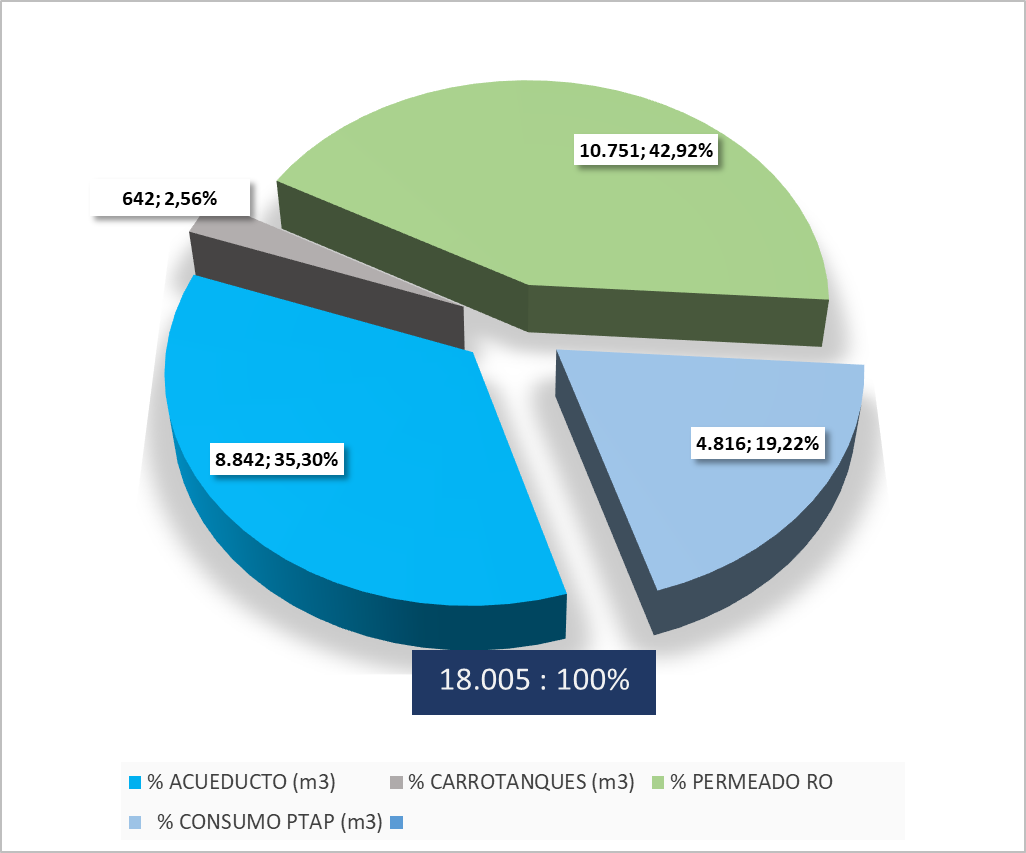 10.751; 42,92%
642; 2,56%
4.816; 19,22%
8.842; 35,30%
18.005 : 100%
% ACUEDUCTO (m3) % CARROTANQUES (m3) % PERMEADO RO
% CONSUMO PTAP (m3)